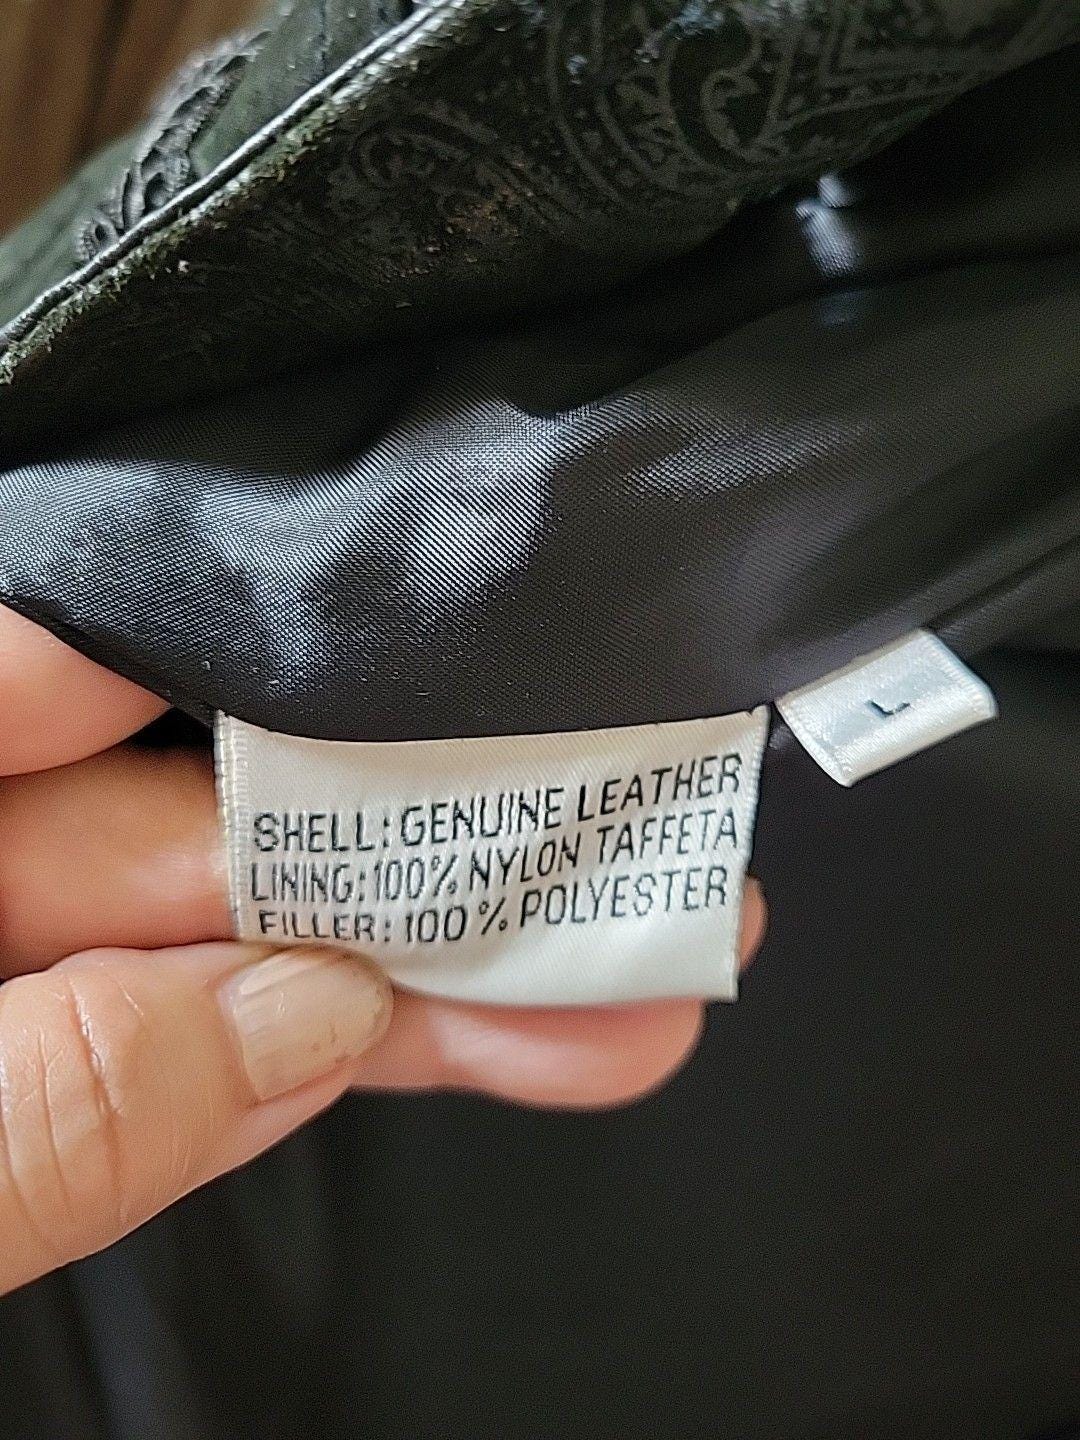 SHELL: GENUINE LEATHER
LINING: 100% NYLON TAFFETA
FILLER: 100% POLYESTER
L